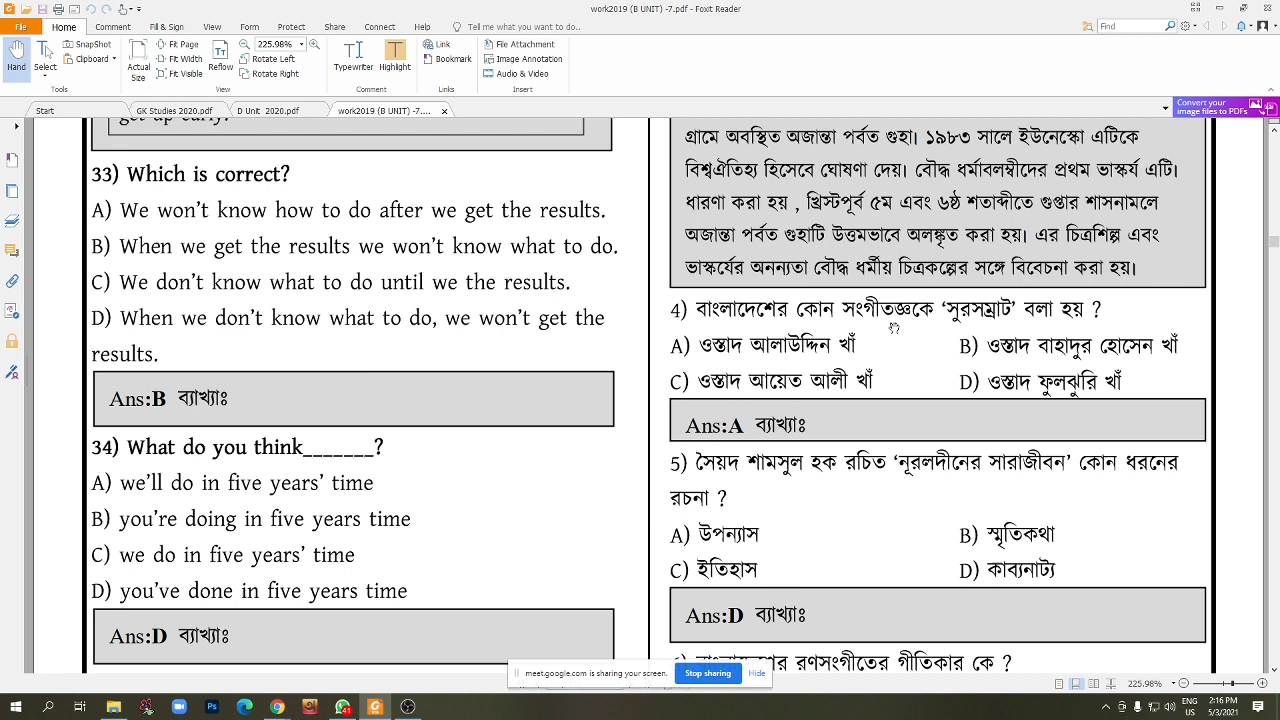 work2019 (B UNIT) -7.pdf - Foxit Reader
File Home Comment View Form Protect Share Connect Help Tell me what you want to do.. Find
SnapShot
Clipboard
Hand Select
Actual Size
Fit Page
Fit Width
Fit Visible
Reflow
225.98%
Rotate Left
Rotate Right
Typewriter Highlight
Link
Bookmark
File Attachment
Image Annotation
Audio & Video
Tools View Comment Links Insert
Start GK Studies 2020.pdf D Unit 2020.pdf work2019 (B UNIT) -7....
Convert your image files to PDFs
get up early?
33) Which is correct?
A) We won't know how to do after we get the results.
B) When we get the results we won't know what to do.
C) We don't know what to do until we the results.
D) When we don't know what to do, we won't get the
results.
Ans:B ব্যাখ্যাঃ
34) What do you think_______?
A) we'll do in five years' time
B) you're doing in five years time
C) we do in five years' time
D) you've done in five years time
Ans:D ব্যাখ্যাঃ
গ্রামে অবস্থিত অজান্তা পর্বত গুহা। ১৯৮৩ সালে ইউনেস্কো এটিকে
বিশ্বঐতিহ্য হিসেবে ঘোষণা দেয়। বৌদ্ধ ধর্মাবলম্বীদের প্রথম ভাস্কর্য এটি।
ধারণা করা হয় , খ্রিস্টপূর্ব ৫ম এবং ৬ষ্ঠ শতাব্দীতে গুপ্তার শাসনামলে
অজান্তা পর্বত গুহাটি উত্তমভাবে অলঙ্কৃত করা হয়। এর চিত্রশিল্প এবং
ভাস্কর্যের অনন্যতা বৌদ্ধ ধর্মীয় চিত্রকল্পের সঙ্গে বিবেচনা করা হয়।
4) বাংলাদেশের কোন সংগীতজ্ঞকে ‘সুরসম্রাট’ বলা হয় ?
A) ওস্তাদ আলাউদ্দিন খাঁ B) ওস্তাদ বাহাদুর হোসেন খাঁ
C) ওস্তাদ আয়েত আলী খাঁ D) ওস্তাদ ফুলঝুরি খাঁ
Ans:A ব্যাখ্যাঃ
5) সৈয়দ শামসুল হক রচিত ‘নূরলদীনের সারাজীবন’ কোন ধরনের
রচনা ?
A) উপন্যাস B) স্মৃতিকথা
C) ইতিহাস D) কাব্যনাট্য
Ans:D ব্যাখ্যাঃ
রণসংগীতের গীতিকার কে ?
meet.google.com is sharing your screen. Stop sharing Hide
225.98%
41
2:16 PM
US 5/3/2021